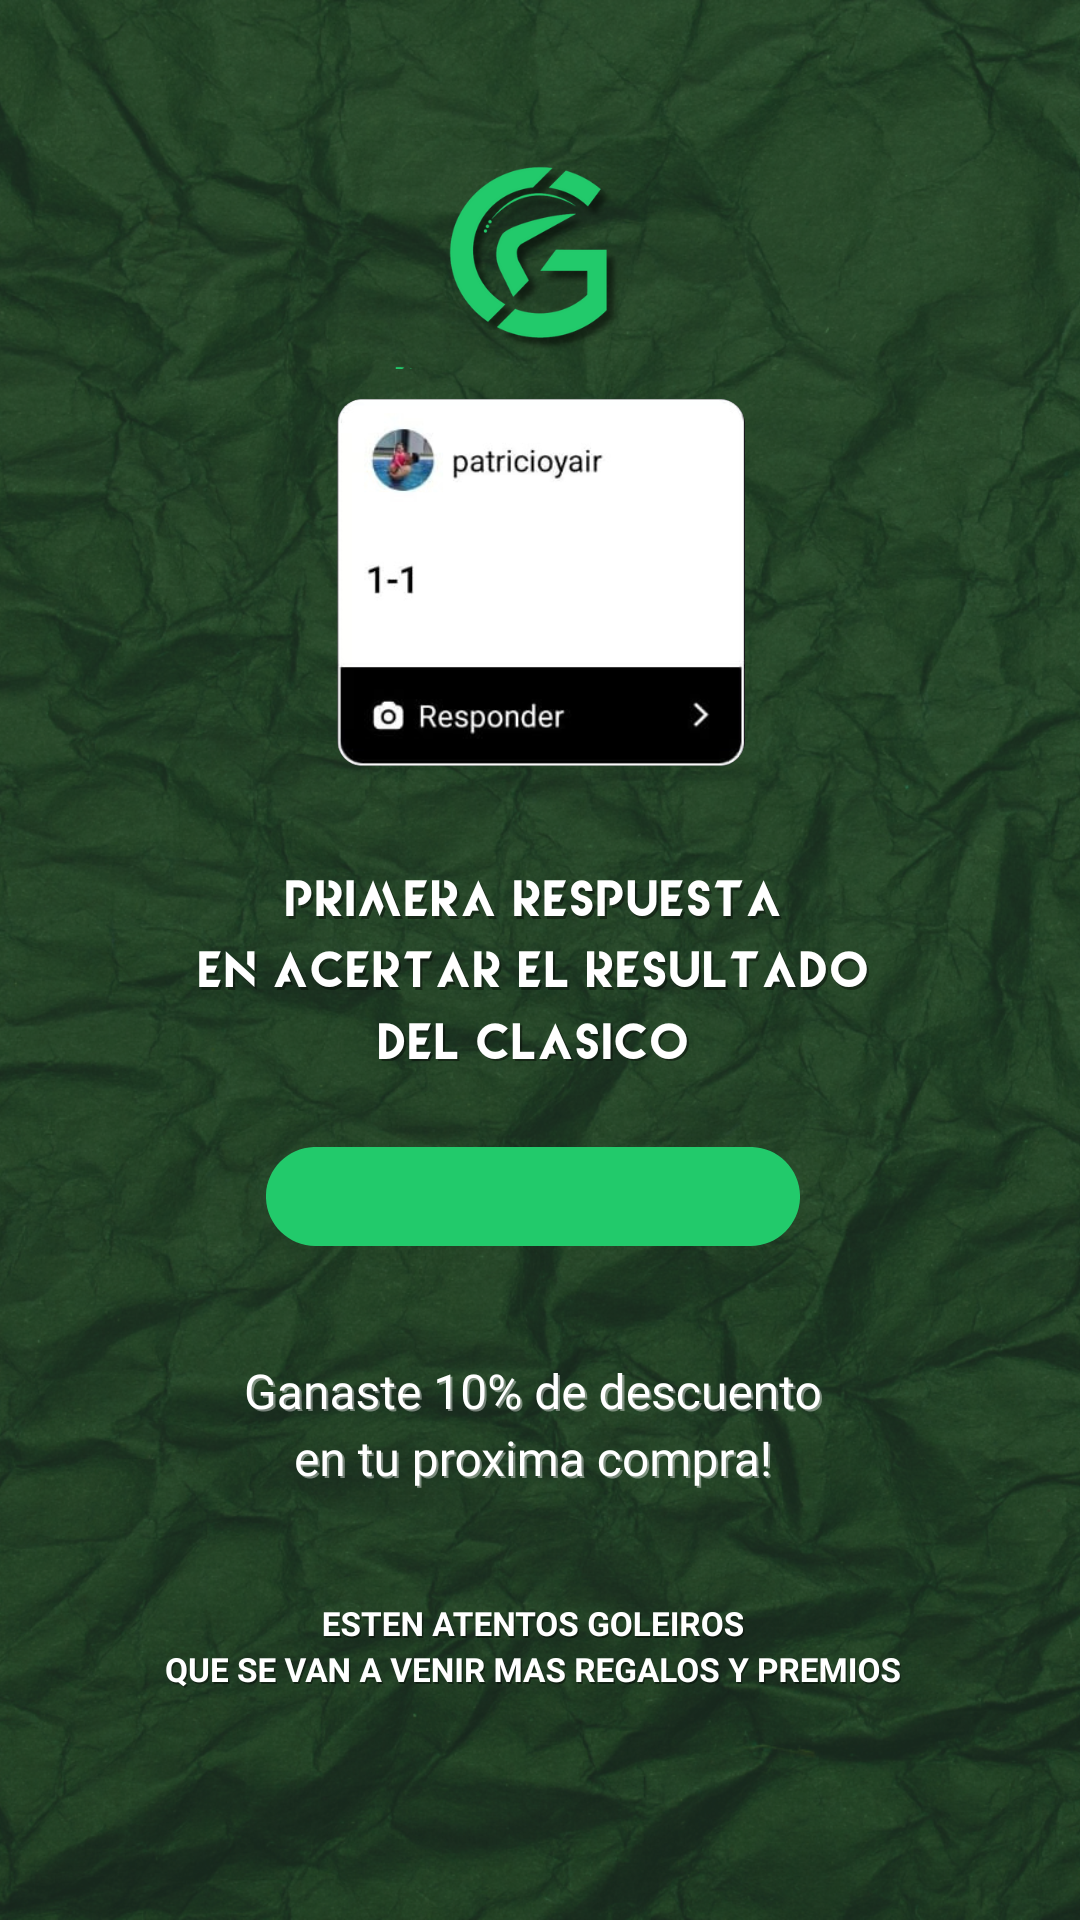 patricioyair
1-1
Responder
PRIMERA RESPUESTA
EN ACERTAR EL RESULTADO
DEL CLASICO
Ganaste 10% de descuento
en tu proxima compra!
ESTEN ATENTOS GOLEIROS
QUE SE VAN A VENIR MAS REGALOS Y PREMIOS